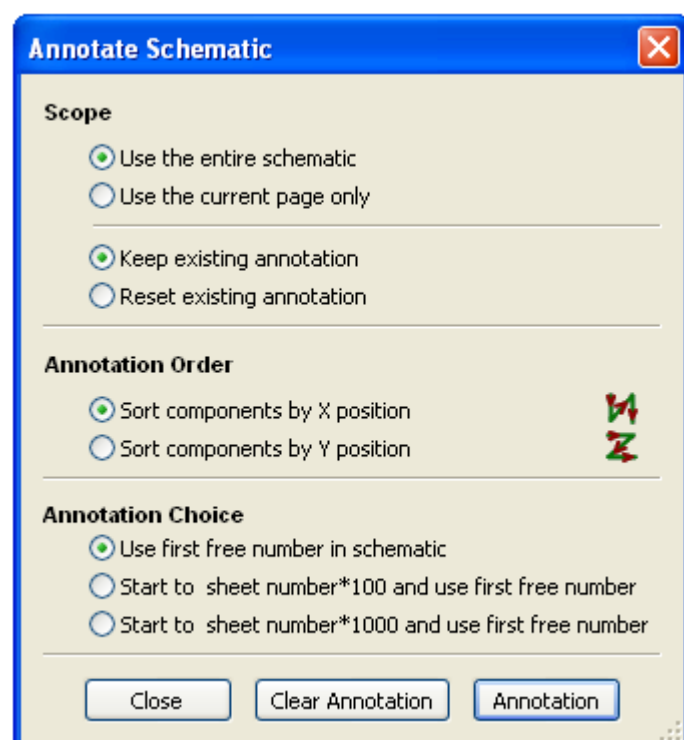 Annotate Schematic
Scope
Use the entire schematic
Use the current page only
Keep existing annotation
Reset existing annotation
Annotation Order
Sort components by X position
Sort components by Y position
Annotation Choice
Use first free number in schematic
Start to  sheet number*100 and use first free number
Start to  sheet number*1000 and use first free number
Close Clear Annotation Annotation